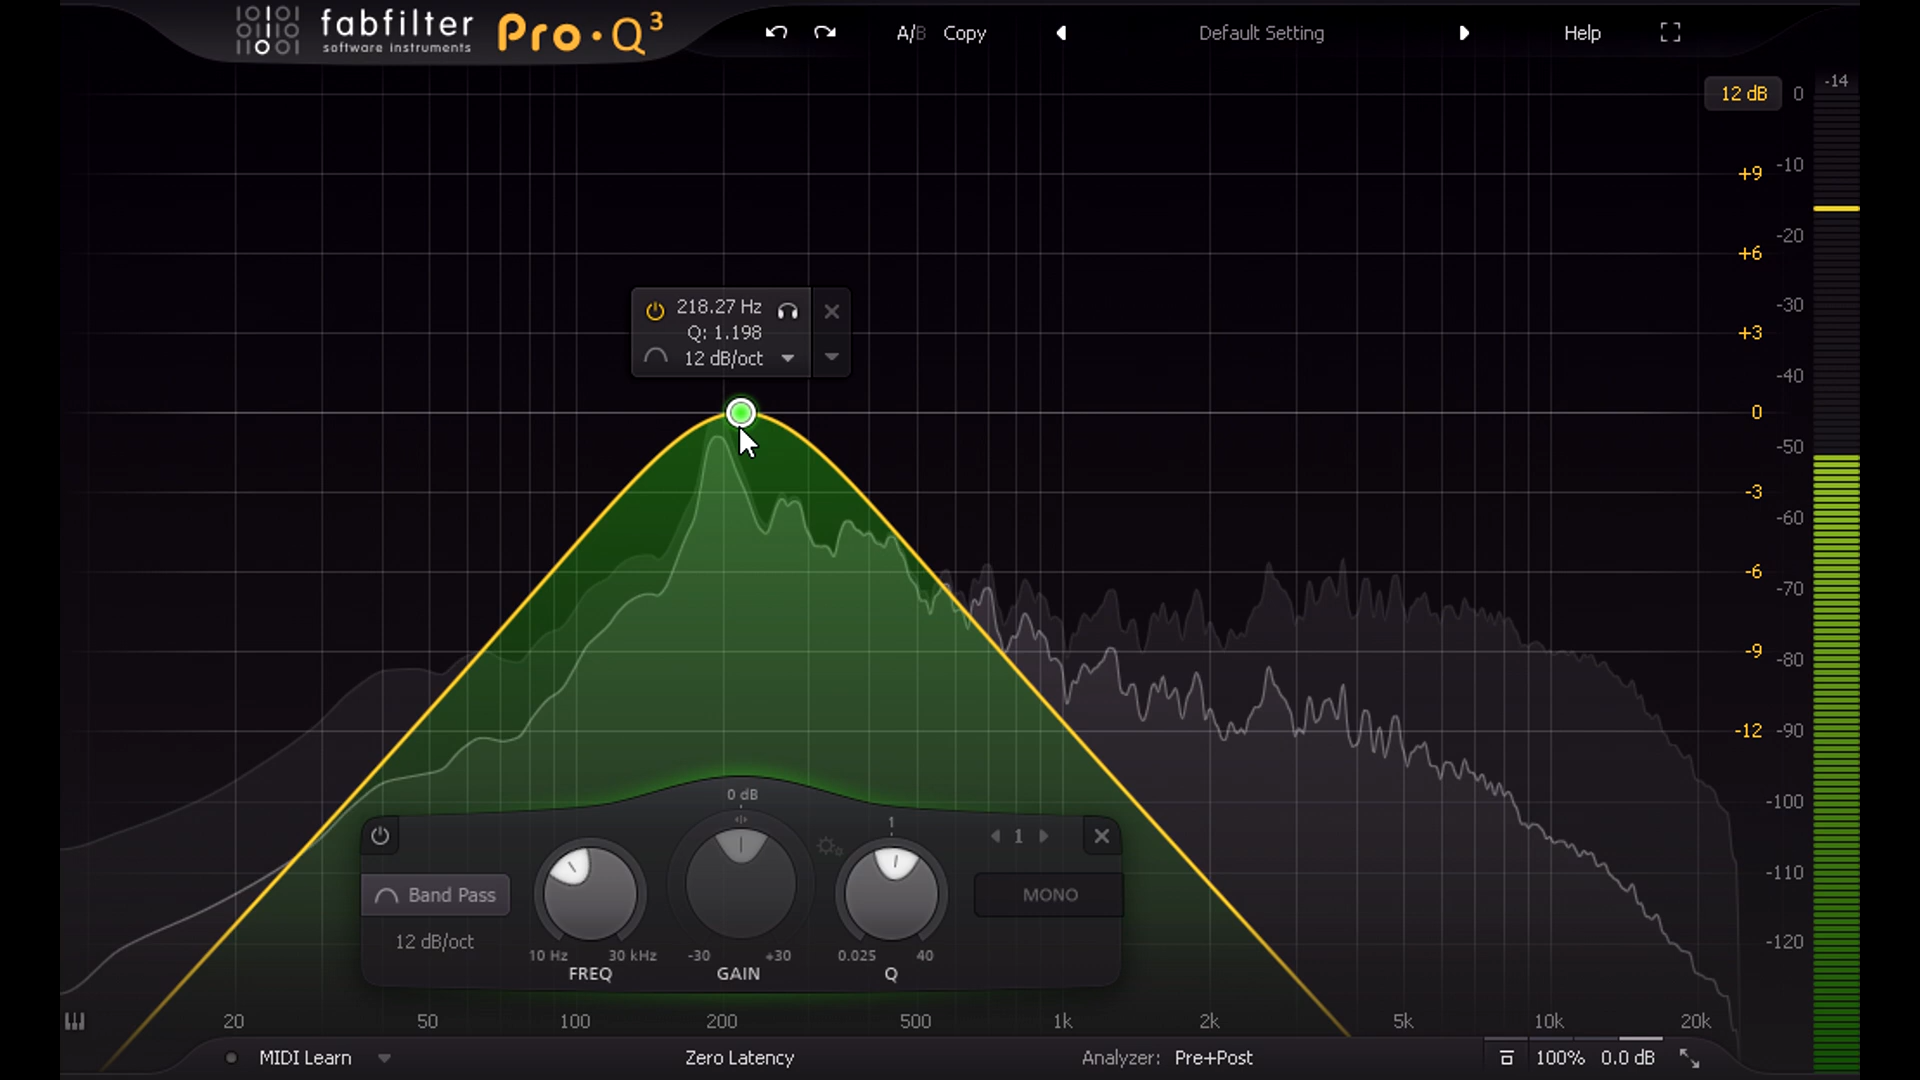 fabfilter
software instruments
Pro·Q³
A/B Copy
Default Setting
Help
-14
12 dB 0
+9 -10
-20
+6
-30
+3
-40
0
-50
-3
-60
-6
-70
-9
-80
-12 -90
-100
-110
-120
218.27 Hz
Q: 1.198
12 dB/oct
0 dB
1
1
Band Pass
MONO
12 dB/oct
10 Hz 30 kHz
-30 +30
0.025 40
FREQ
GAIN
Q
20 50 100 200 500 1k 2k 5k 10k 20k
MIDI Learn
Zero Latency
Analyzer: Pre+Post
100% 0.0 dB